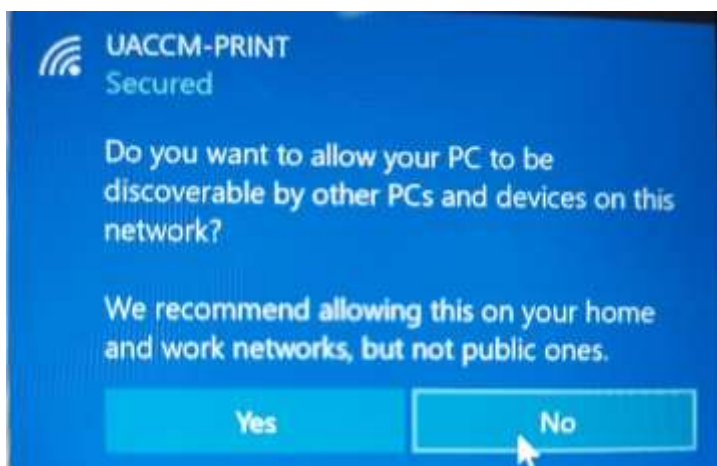 UACCM-PRINT
Secured
Do you want to allow your PC to be
discoverable by other PCs and devices on this
network?
We recommend allowing this on your home
and work networks, but not public ones.
Yes
No